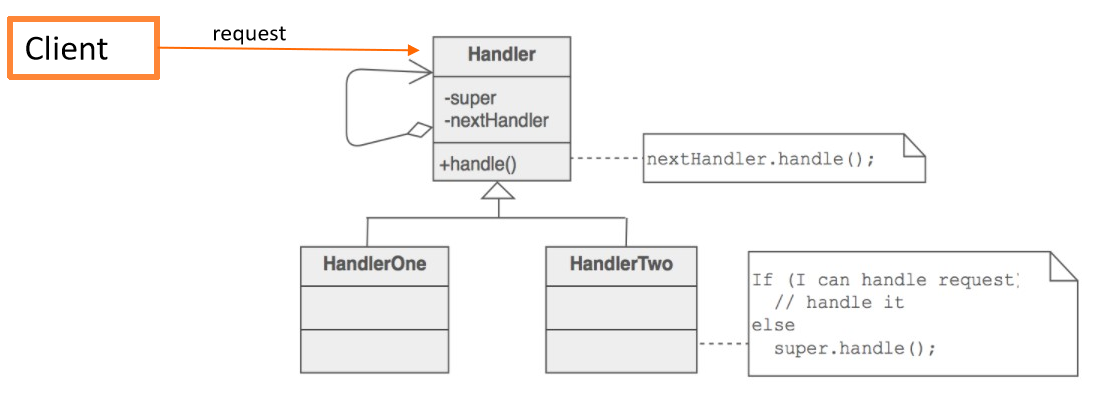 Client
request
Handler
-super
-nextHandler
+handle()
nextHandler.handle();
HandlerOne
HandlerTwo
If (I can handle request)
// handle it
else
super.handle();